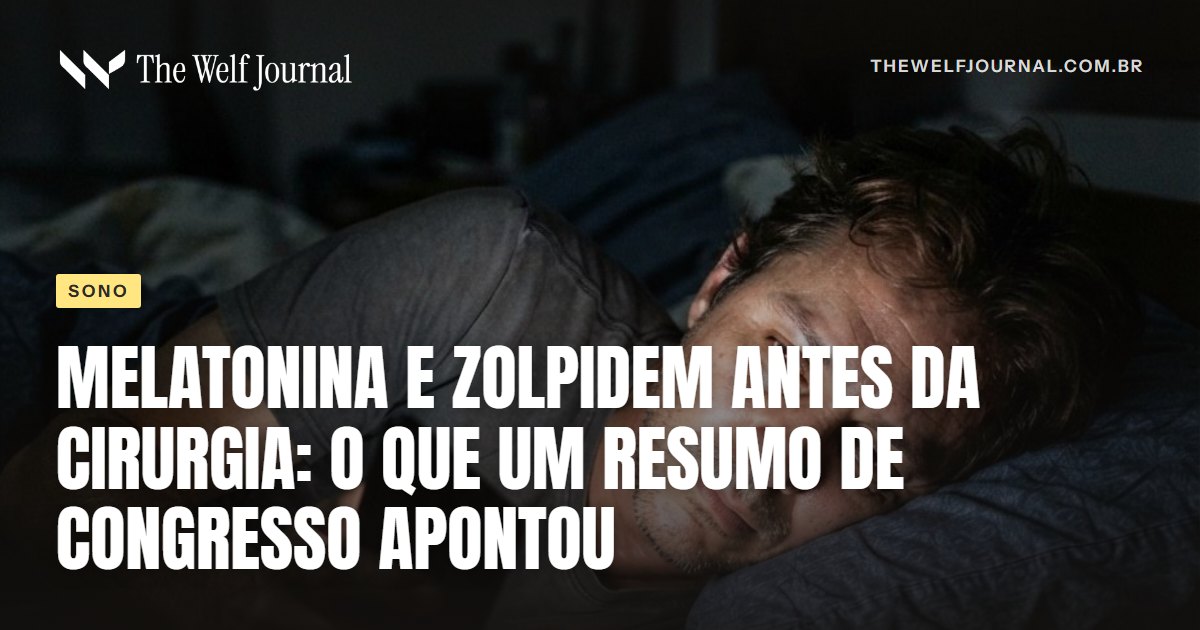 The Welf Journal
THEWELFJOURNAL.COM.BR
SONO
MELATONINA E ZOLPIDEM ANTES DA
CIRURGIA: O QUE UM RESUMO DE
CONGRESSO APONTOU